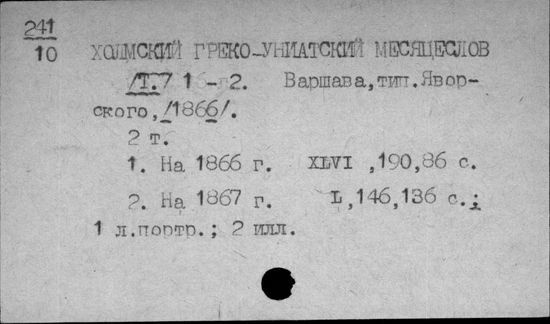 241
10
ХОЛМСКИЙ ГРЕКО-УНИАТСКИЙ МЕСЯЦЕСЛОВ
/Т.7 1 - 2. Варшава,тип.Явор-
ского,/1866/.
2 т.
1. На 1866 г. XLVI ,190,86 с.
2. На 1867 г. L,146,136 с.;
1 л.портр.; 2 илл.